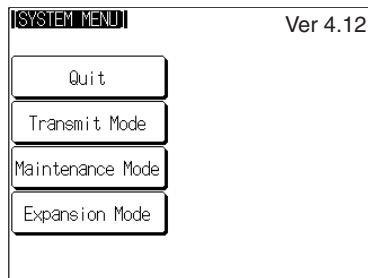 [SYSTEM MENU]
Ver 4.12
Quit
Transmit Mode
Maintenance Mode
Expansion Mode